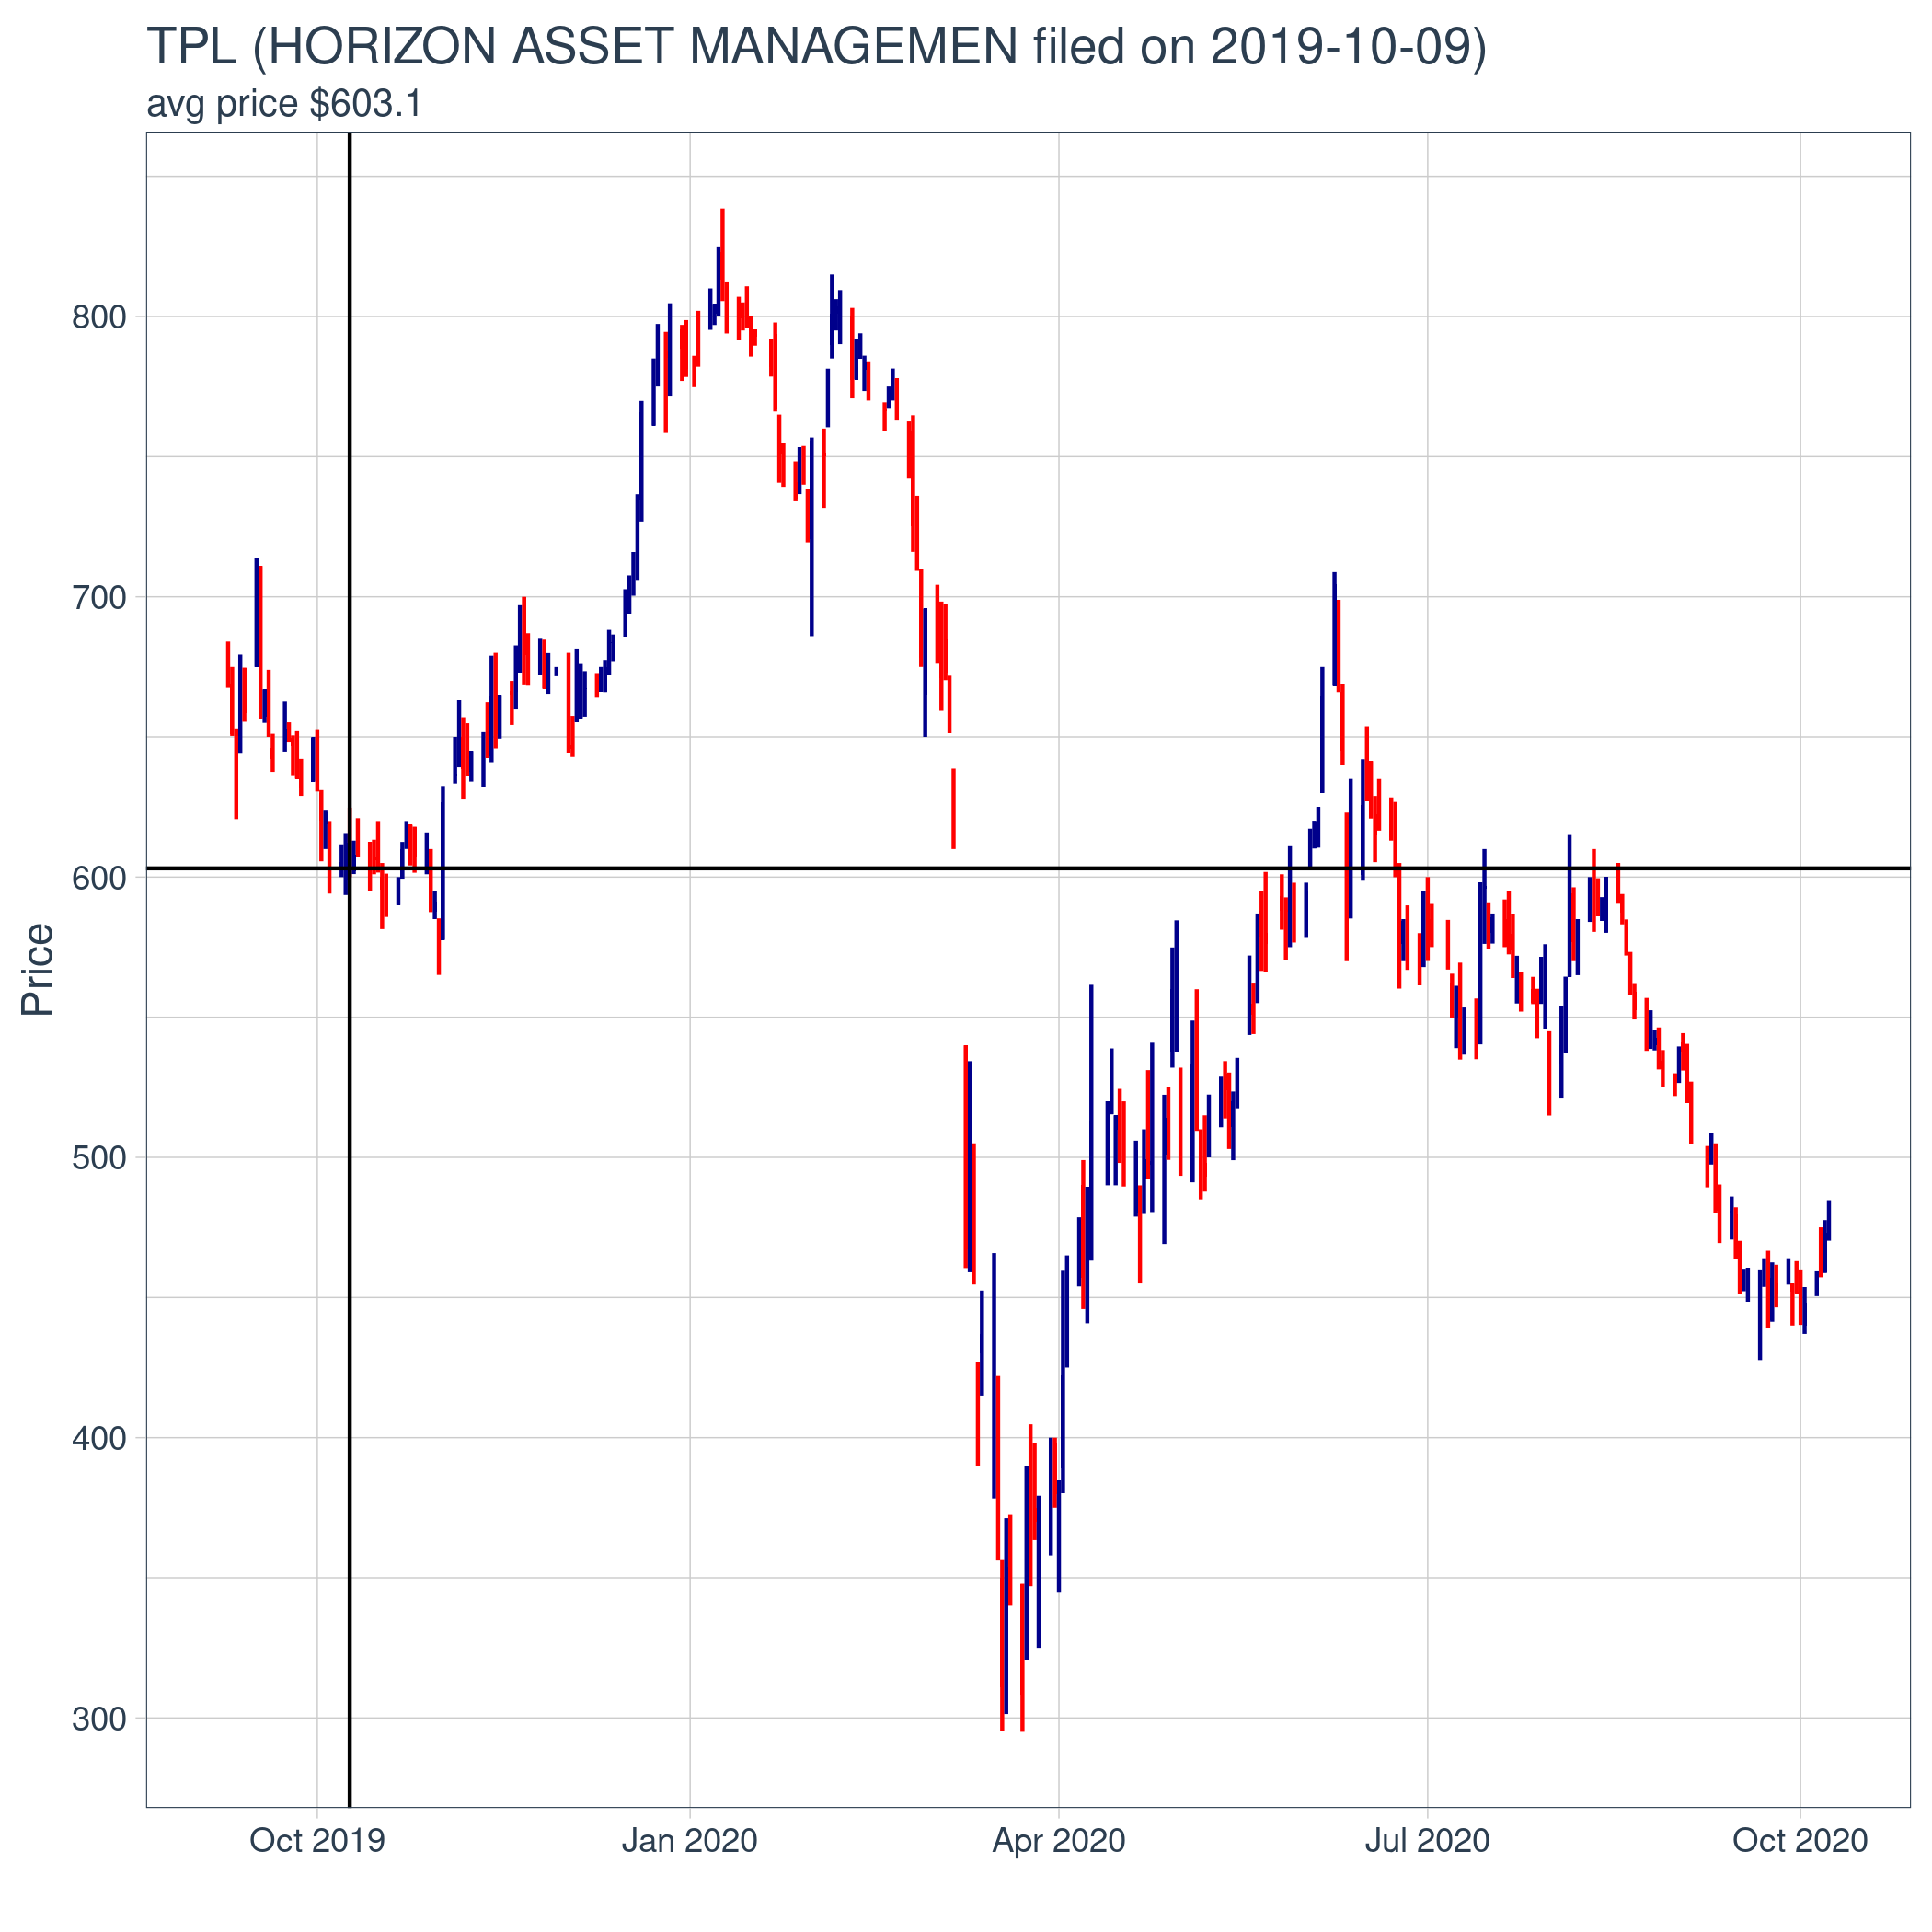 TPL (HORIZON ASSET MANAGEMEN filed on 2019-10-09)
avg price $603.1
800
700
600
500
400
300
Price
Oct 2019
Jan 2020
Apr 2020
Jul 2020
Oct 2020